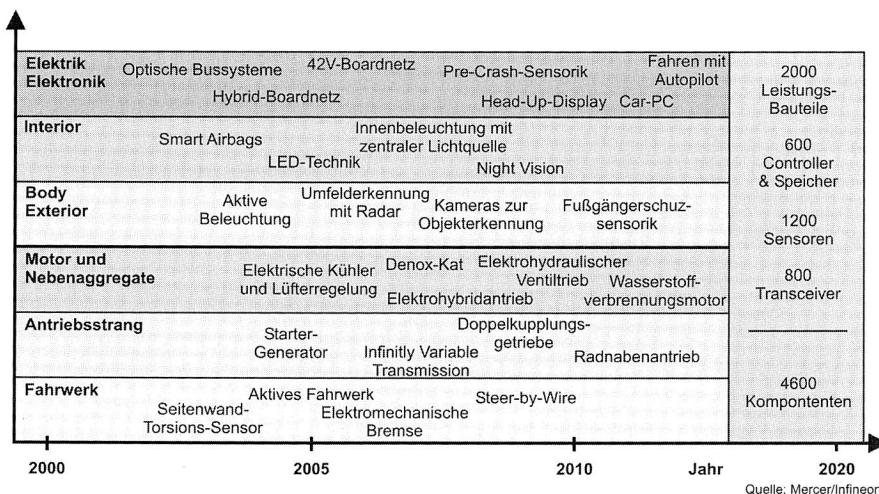 Elektrik
Elektronik
Optische Bussysteme
42V-Boardnetz
Hybrid-Boardnetz
Pre-Crash-Sensorik
Head-Up-Display
Car-PC
Fahren mit
Autopilot
Interior
Smart Airbags
LED-Technik
Innenbeleuchtung mit
zentraler Lichtquelle
Night Vision
Body
Exterior
Aktive
Beleuchtung
Umfelderkennung
mit Radar
Kameras zur
Objekterkennung
Fußgängerschuz-
sensorik
Motor und
Nebenaggregate
Elektrische Kühler
und Lüfterregelung
Denox-Kat
Elektrohybridantrieb
Elektrohydraulischer
Ventiltrieb
Wasserstoff-
verbrennungsmotor
Antriebsstrang
Starter-
Generator
Infinitly Variable
Transmission
Doppelkupplungs-
getriebe
Radnabenantrieb
Fahrwerk
Seitenwand-
Torsions-Sensor
Aktives Fahrwerk
Elektromechanische
Bremse
Steer-by-Wire
2000
Leistungs-
Bauteile
600
Controller
& Speicher
1200
Sensoren
800
Transceiver
4600
Kompontenten
2000
2005
2010
Jahr
2020
Quelle: Mercer/Infineon